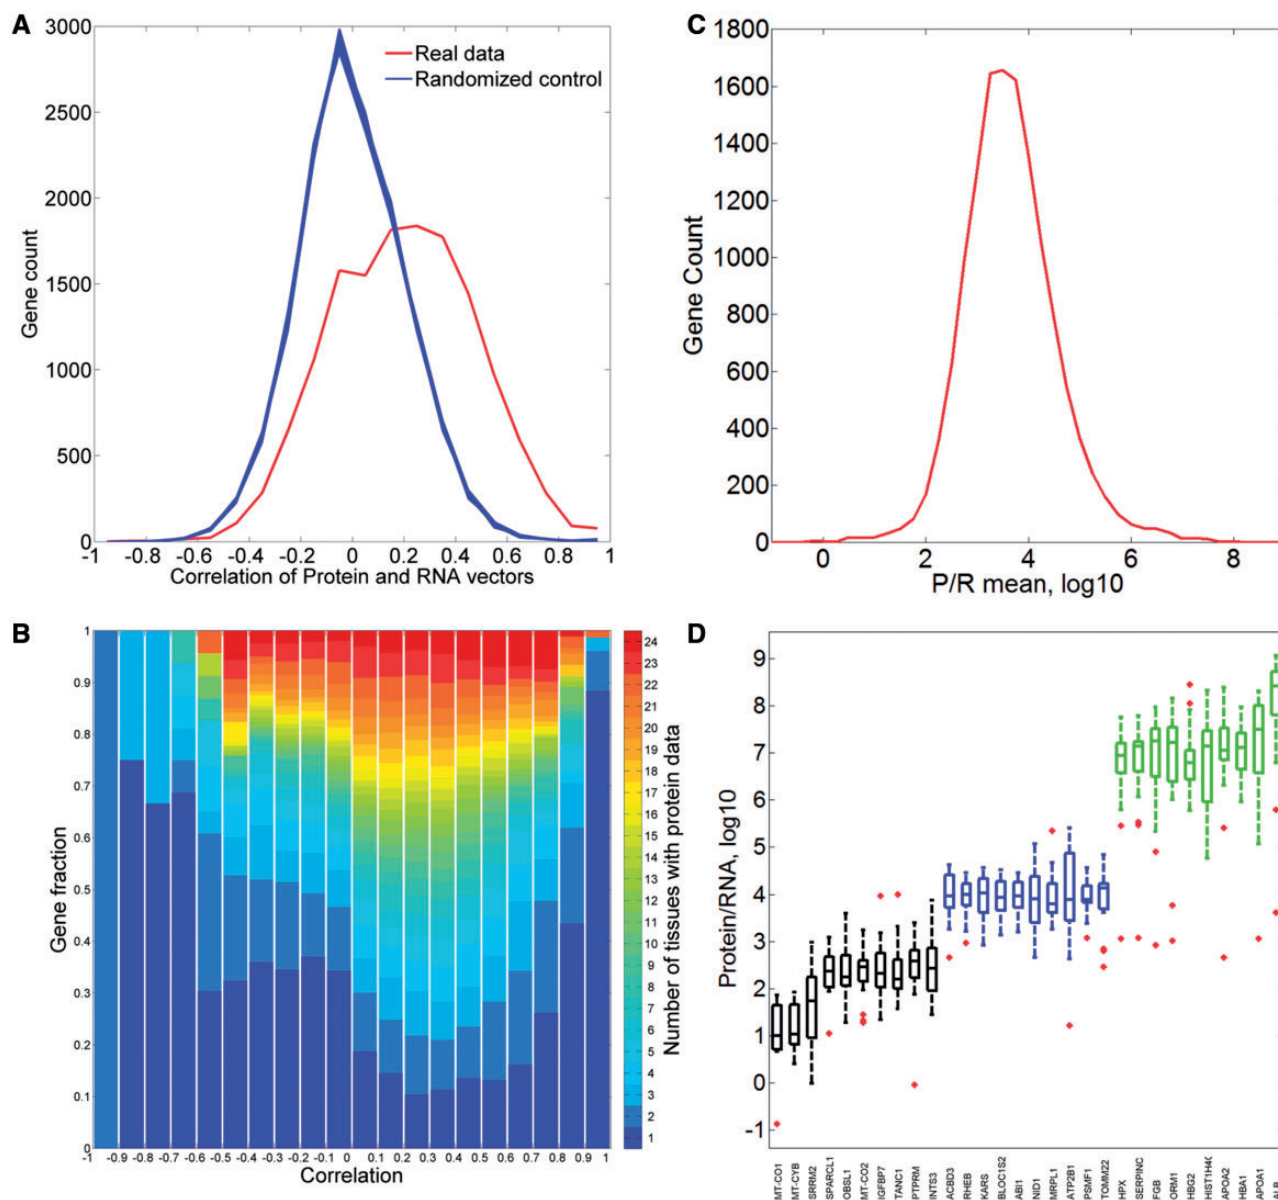 A
3000
2500
2000
1500
1000
500
0
Gene count
Real data
Randomized control
-1 -0.8 -0.6 -0.4 -0.2 0 0.2 0.4 0.6 0.8 1
Correlation of Protein and RNA vectors
C
1800
1600
1400
1200
1000
800
600
400
200
0
Gene Count
0 2 4 6 8
P/R mean, log10
B
1
0.9
0.8
0.7
0.6
0.5
0.4
0.3
0.2
0.1
0
Gene fraction
-1 -0.9 -0.8 -0.7 -0.6 -0.5 -0.4 -0.3 -0.2 -0.1 0 0.1 0.2 0.3 0.4 0.5 0.6 0.7 0.8 0.9 1
Correlation
24
23
22
21
20
19
18
17
16
15
14
13
12
11
10
9
8
7
6
5
4
3
2
1
Number of tissues with protein data
D
9
8
7
6
5
4
3
2
1
0
-1
Protein/RNA, log10
MT-CO1
MT-CYB
SRRM2
SPARCL1
OBSL1
MT-CO2
IGFBP7
TANC1
PTPRM
INTS3
ACBD3
RHEB
KARS
BLOC1S2
ABI1
NID1
MRPL1
ATP2B1
PSMF1
TOMM22
HPX
SERPINC
FGB
ORM1
HBG2
HIST1H4
APOA2
HBA1
APOA1